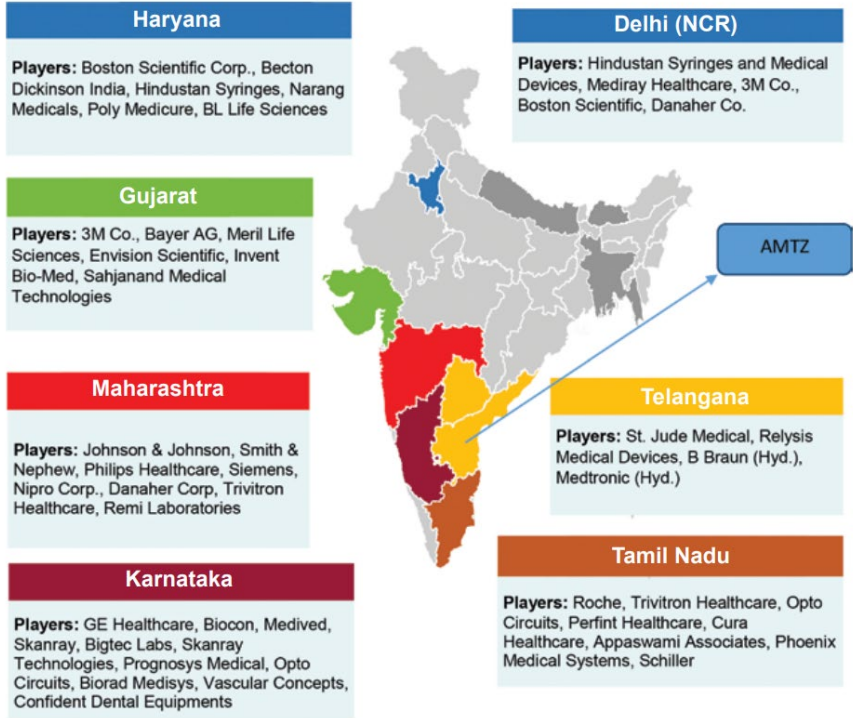 Haryana
Players: Boston Scientific Corp., Becton
Dickinson India, Hindustan Syringes, Narang
Medicals, Poly Medicure, BL Life Sciences
Delhi (NCR)
Players: Hindustan Syringes and Medical
Devices, Mediray Healthcare, 3M Co.,
Boston Scientific, Danaher Co.
Gujarat
Players: 3M Co., Bayer AG, Meril Life
Sciences, Envision Scientific, Invent
Bio-Med, Sahjanand Medical
Technologies
AMTZ
Maharashtra
Players: Johnson & Johnson, Smith &
Nephew, Philips Healthcare, Siemens,
Nipro Corp., Danaher Corp, Trivitron
Healthcare, Remi Laboratories
Telangana
Players: St. Jude Medical, Relysis
Medical Devices, B Braun (Hyd.),
Medtronic (Hyd.)
Karnataka
Players: GE Healthcare, Biocon, Medived,
Skanray, Bigtec Labs, Skanray
Technologies, Prognosys Medical, Opto
Circuits, Biorad Medisys, Vascular Concepts,
Confident Dental Equipments
Tamil Nadu
Players: Roche, Trivitron Healthcare, Opto
Circuits, Perfint Healthcare, Cura
Healthcare, Appaswami Associates, Phoenix
Medical Systems, Schiller